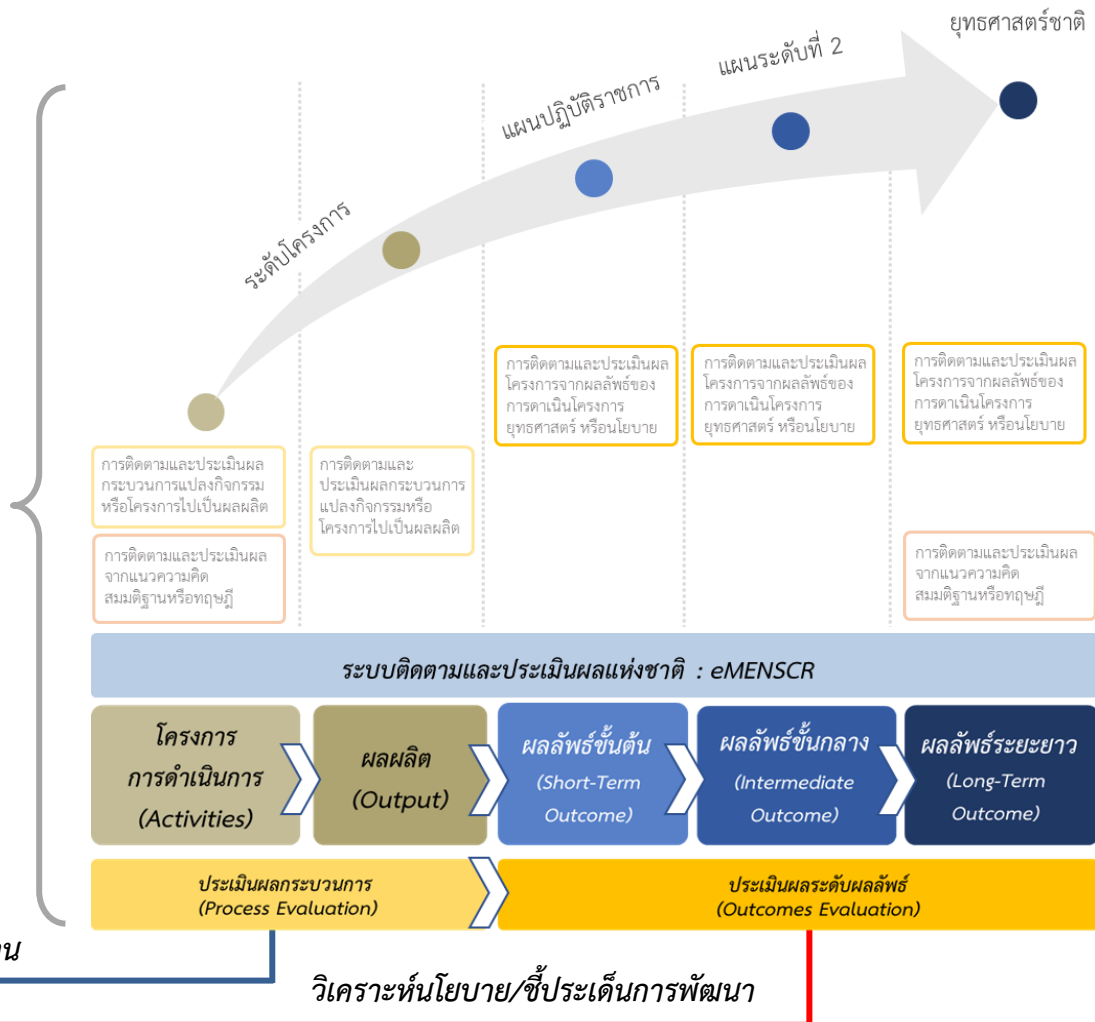 ยุทธศาสตร์ชาติ
แผนระดับที่ 2
แผนปฏิบัติราชการ
ระดับโครงการ
การติดตามและประเมินผล
กระบวนการแปลงกิจกรรม
หรือโครงการไปเป็นผลผลิต
การติดตามและประเมินผล
จากแนวความคิด
สมมติฐานหรือทฤษฎี
การติดตามและ
ประเมินผลกระบวนการ
แปลงกิจกรรมหรือ
โครงการไปเป็นผลผลิต
การติดตามและประเมินผล
โครงการจากผลลัพธ์ของ
การดาเนินโครงการ
ยุทธศาสตร์ หรือนโยบาย
การติดตามและประเมินผล
โครงการจากผลลัพธ์ของ
การดาเนินโครงการ
ยุทธศาสตร์ หรือนโยบาย
การติดตามและประเมินผล
โครงการจากผลลัพธ์ของ
การดาเนินโครงการ
ยุทธศาสตร์ หรือนโยบาย
การติดตามและประเมินผล
จากแนวความคิด
สมมติฐานหรือทฤษฎี
ระบบติดตามและประเมินผลแห่งชาติ : eMENSCR
โครงการ
การดำเนินการ
(Activities)
ผลผลิต
(Output)
ผลลัพธ์ขั้นต้น
(Short-Term
Outcome)
ผลลัพธ์ขั้นกลาง
(Intermediate
Outcome)
ผลลัพธ์ระยะยาว
(Long-Term
Outcome)
ประเมินผลกระบวนการ
(Process Evaluation)
ประเมินผลระดับผลลัพธ์
(Outcomes Evaluation)
วิเคราะห์นโยบาย/ชี้ประเด็นการพัฒนา